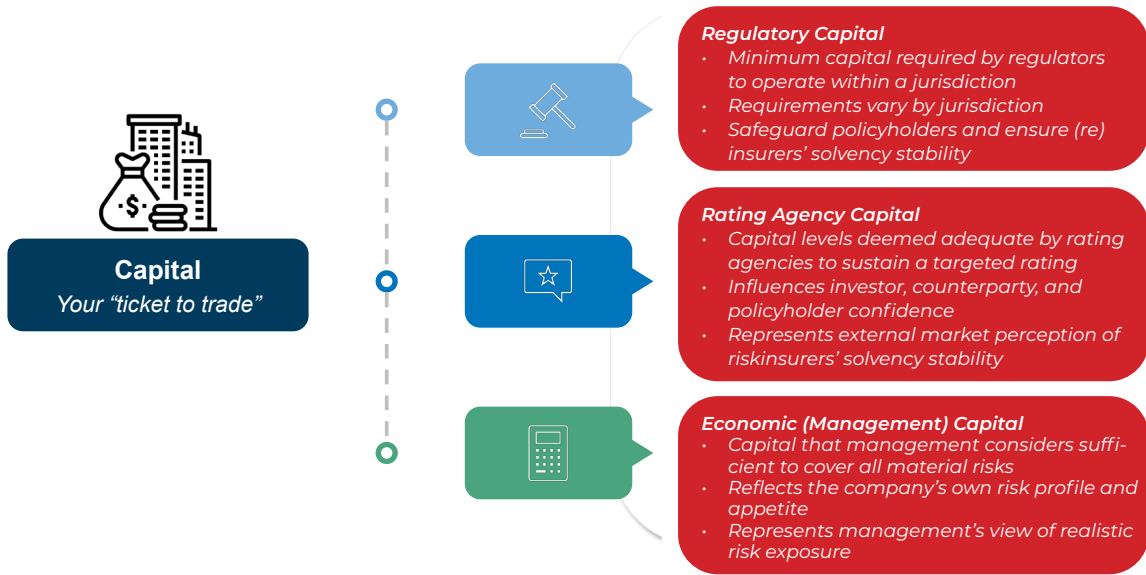 Capital
Your “ticket to trade”
$
Regulatory Capital
• Minimum capital required by regulators
to operate within a jurisdiction
• Requirements vary by jurisdiction
• Safeguard policyholders and ensure (re)
insurers’ solvency stability
Rating Agency Capital
• Capital levels deemed adequate by rating
agencies to sustain a targeted rating
• Influences investor, counterparty, and
policyholder confidence
• Represents external market perception of
riskinsurers’ solvency stability
Economic (Management) Capital
• Capital that management considers suffi-
cient to cover all material risks
• Reflects the company’s own risk profile and
appetite
• Represents management’s view of realistic
risk exposure